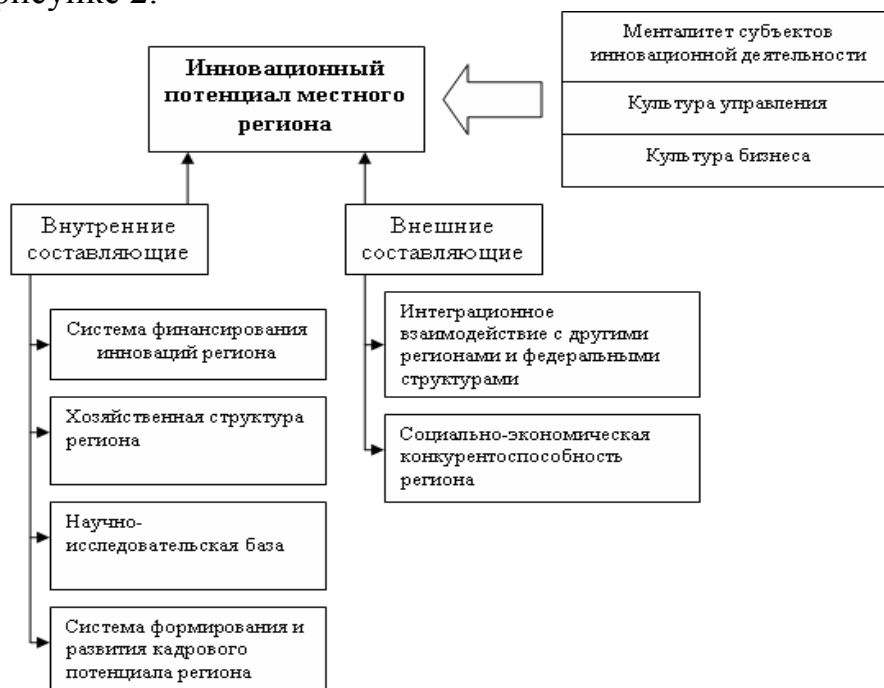 рисунке 2.
Менталитет субъектов
инновационной деятельности
Культура управления
Культура бизнеса
Инновационный
потенциал местного
региона
Внутренние
составляющие
Внешние
составляющие
Система финансирования
инноваций региона
Хозяйственная структура
региона
Научно-
исследовательская база
Система формирования и
развития кадрового
потенциала региона
Интеграционное
взаимодействие с другими
регионами и федеральными
структурами
Социально-экономическая
конкурентоспособность
региона